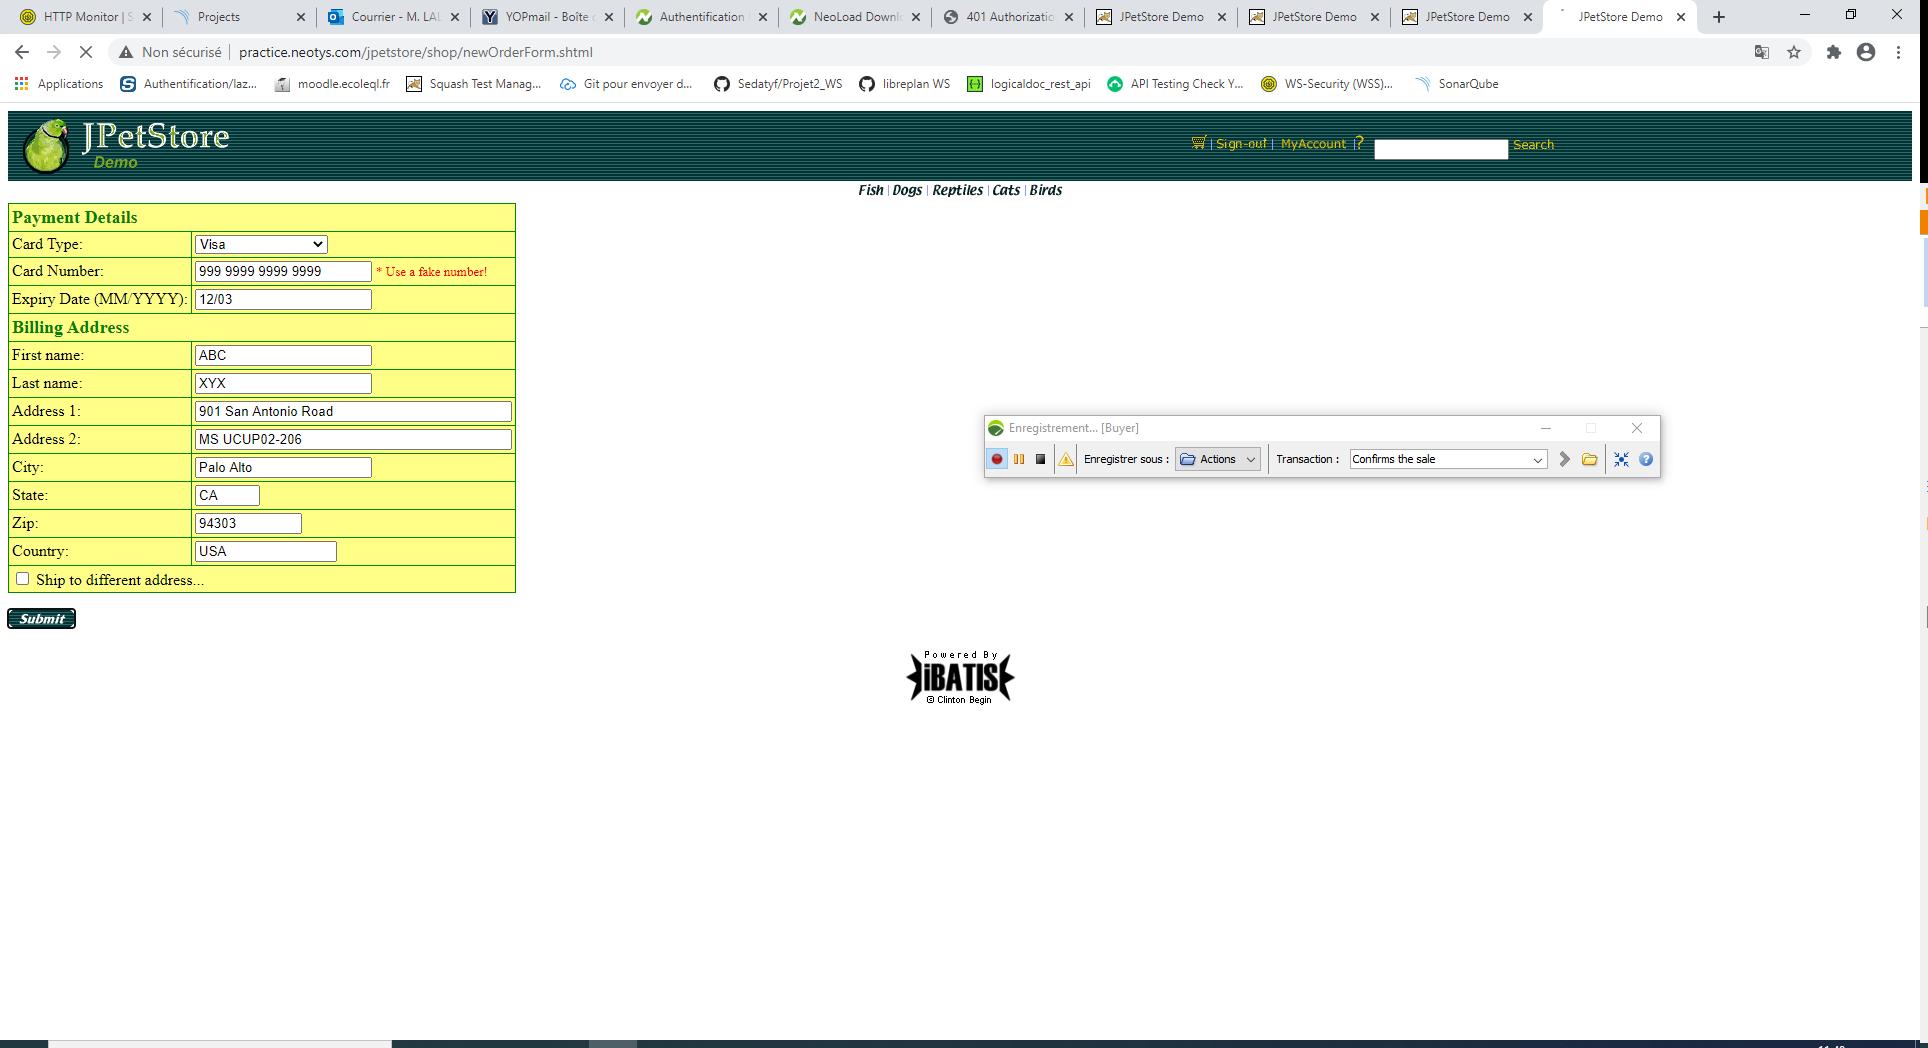 HTTP Monitor | S
Projects
Courrier - M. LAL
YOPmail - Boîte d
Authentification
NeoLoad Downlo
401 Authorizatio
JPetStore Demo
JPetStore Demo
JPetStore Demo
JPetStore Demo
Non sécurisé | practice.neotys.com/jpetstore/shop/newOrderForm.shtml
Applications
Authentification/laz...
moodle.ecoleql.fr
Squash Test Manag...
Git pour envoyer d...
Sedatyf/Projet2_WS
libreplan WS
logicaldoc_rest_api
API Testing Check Y...
WS-Security (WSS)...
SonarQube
JPetStore
Demo
| Sign-out | MyAccount | ?
Search
Fish | Dogs | Reptiles | Cats | Birds
Payment Details
Card Type: Visa
Card Number: 999 9999 9999 9999 * Use a fake number!
Expiry Date (MM/YYYY): 12/03
Billing Address
First name: ABC
Last name: XYX
Address 1: 901 San Antonio Road
Address 2: MS UCUP02-206
City: Palo Alto
State: CA
Zip: 94303
Country: USA
Ship to different address...
Submit
Enregistrement... [Buyer]
Enregistrer sous : Actions Transaction : Confirms the sale
Powered By
iBATIS
© Clinton Begin